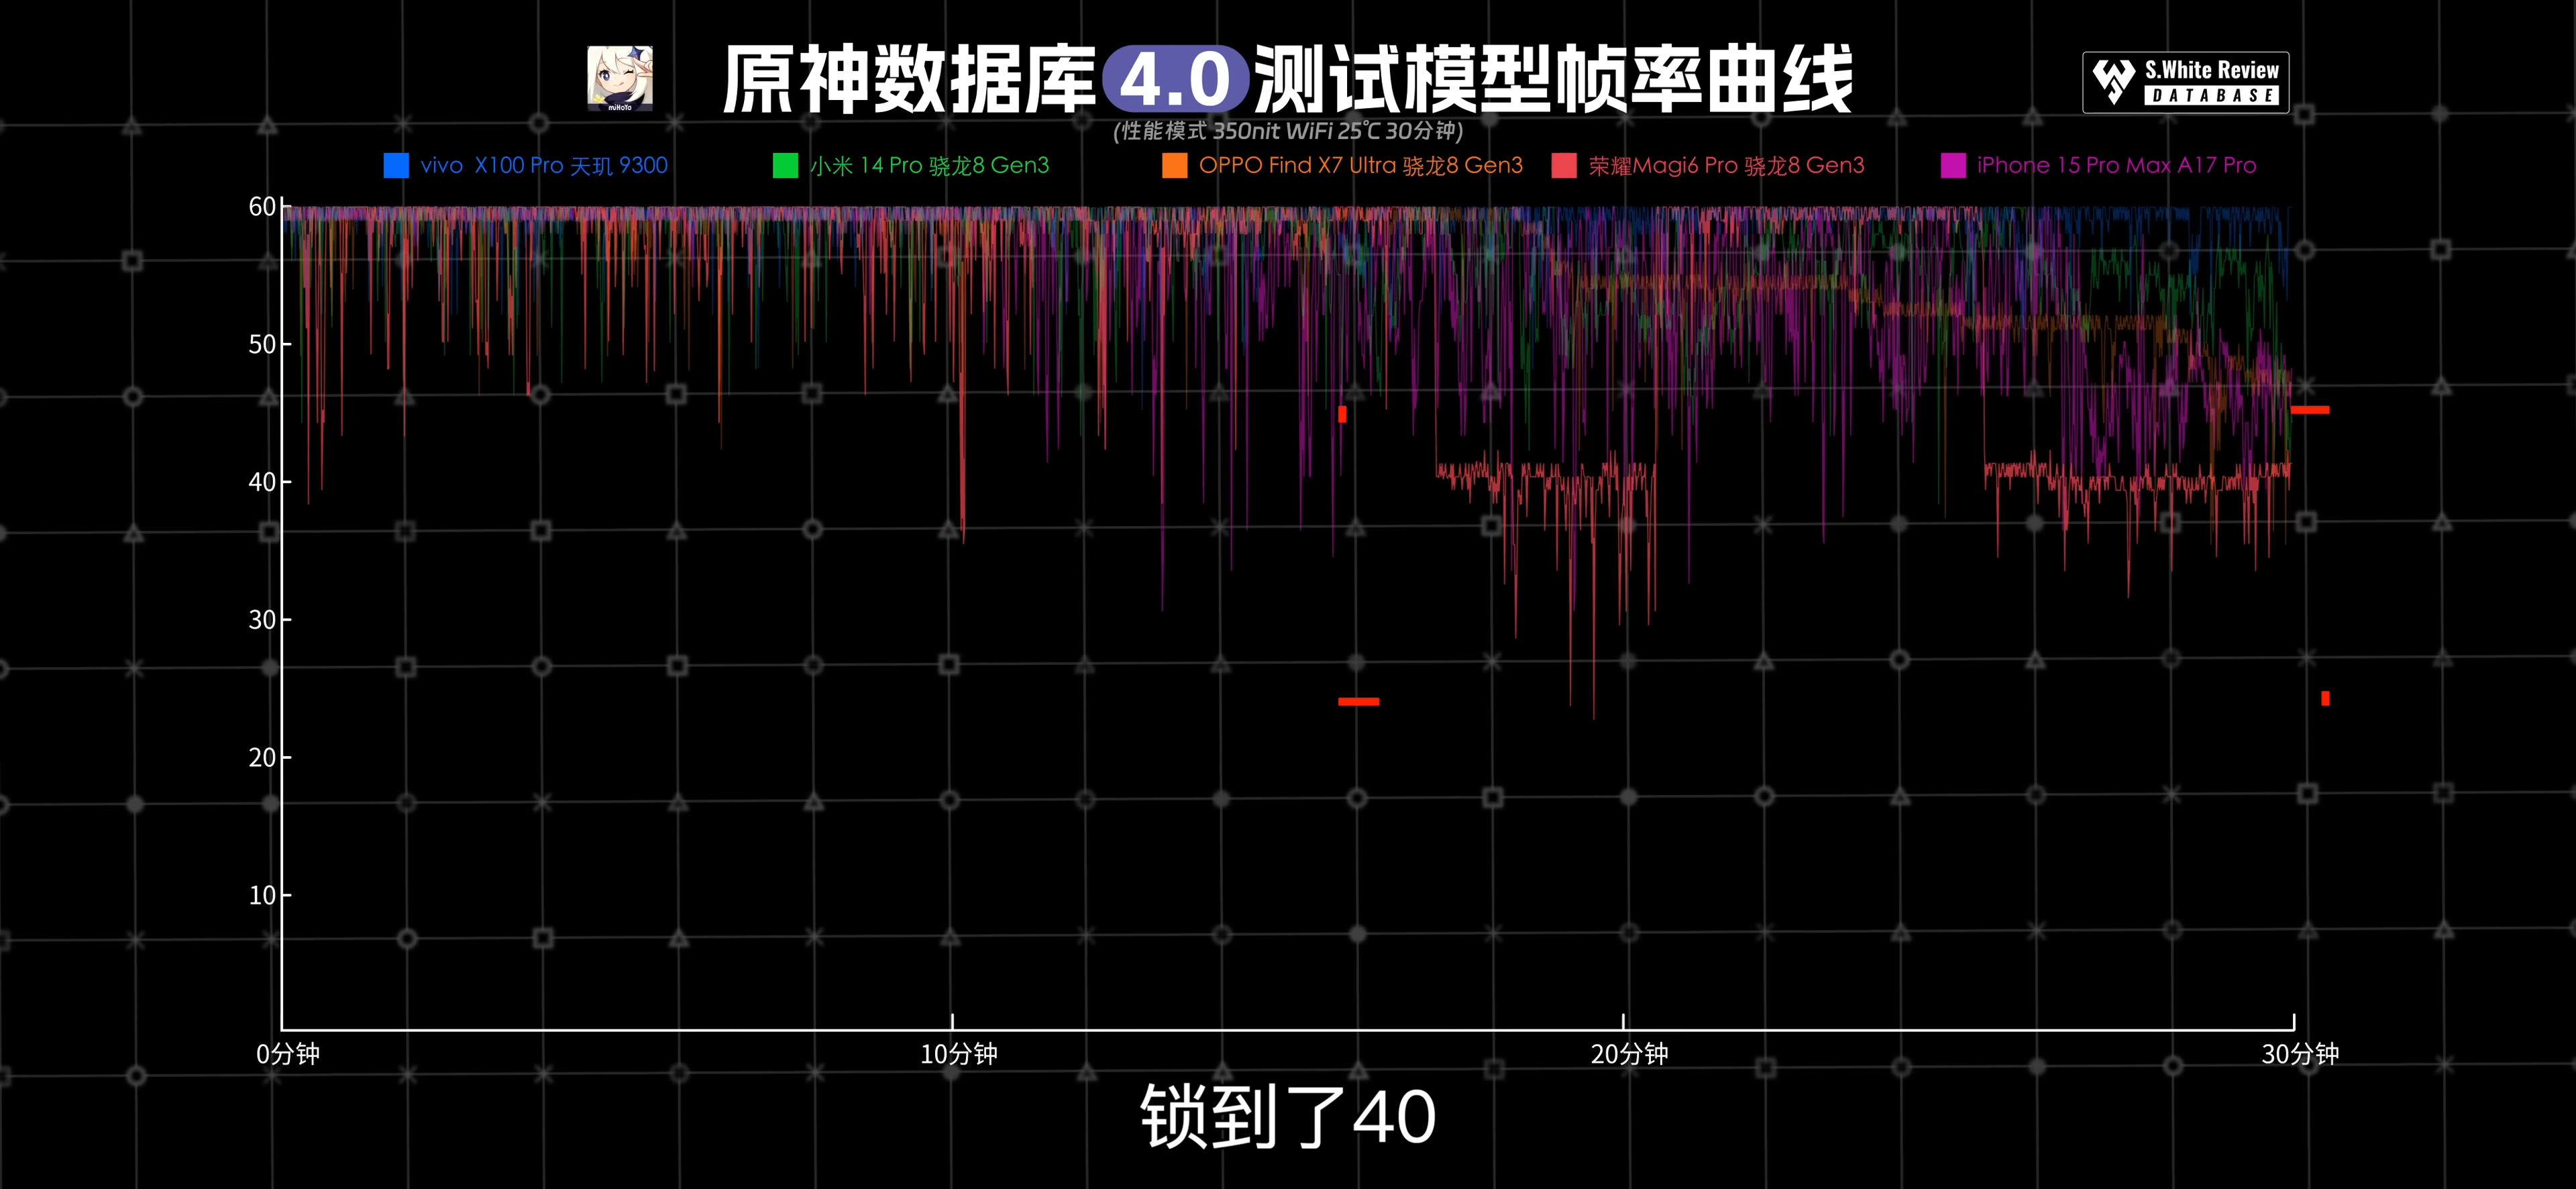 原神数据库4.0测试模型帧率曲线
miHoYo
S.White Review
DATABASE
(性能模式 350nit WiFi 25℃ 30分钟)
vivo X100 Pro 天玑 9300
小米 14 Pro 骁龙8 Gen3
OPPO Find X7 Ultra 骁龙8 Gen3
荣耀Magi6 Pro 骁龙8 Gen3
iPhone 15 Pro Max A17 Pro
60
50
40
30
20
10
0分钟
10分钟
20分钟
30分钟
锁到了40